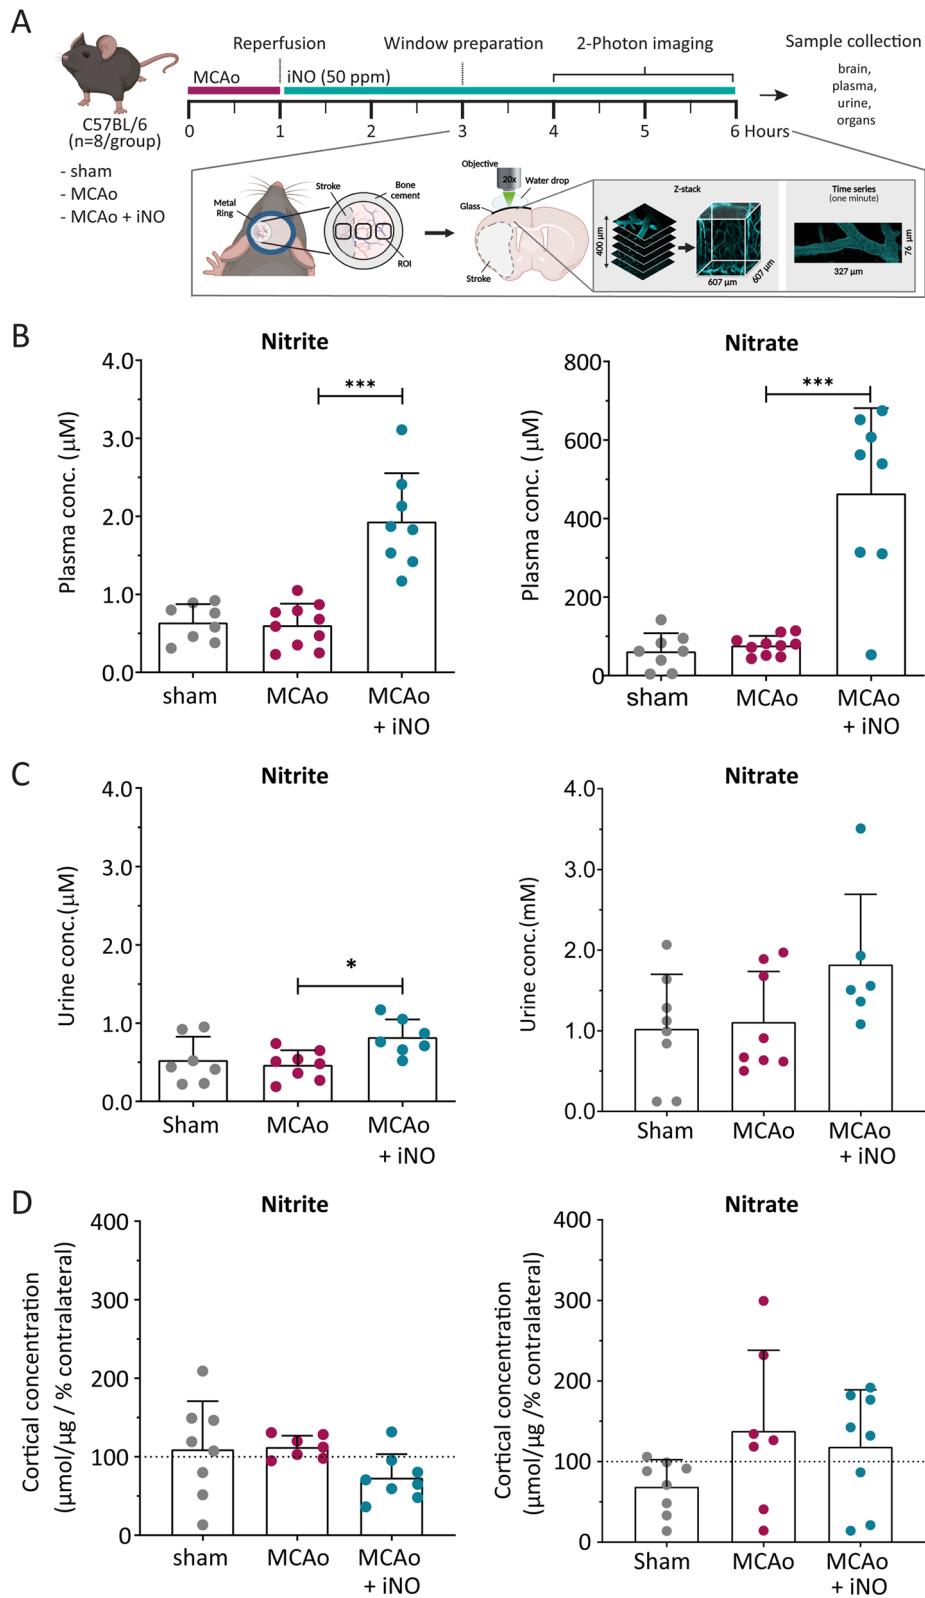 A
Reperfusion
Window preparation
2-Photon imaging
Sample collection
MCAo
iNO (50 ppm)
brain,
plasma,
urine,
organs
C57BL/6
(n=8/group)
0 1 2 3 4 5 6 Hours
- sham
- MCAo
- MCAo + iNO
Metal
Ring
Stroke
Bone
cement
ROI
Objective
20x
Water drop
Glass
Stroke
Z-stack
400 µm
607 µm
607 µm
Time series
(one minute)
76 µm
327 µm
B
Nitrite
Plasma conc. (µM)
4.0
3.0
2.0
1.0
0.0
***
sham
MCAo
MCAo
+ iNO
Nitrate
Plasma conc. (µM)
800
600
400
200
0
***
sham
MCAo
MCAo
+ iNO
C
Nitrite
Urine conc.(µM)
4.0
3.0
2.0
1.0
0.0
*
Sham
MCAo
MCAo
+ iNO
Nitrate
Urine conc.(mM)
4.0
3.0
2.0
1.0
0.0
Sham
MCAo
MCAo
+ iNO
D
Nitrite
Cortical concentration
(µmol/µg / % contralateral)
400
300
200
100
0
sham
MCAo
MCAo
+ iNO
Nitrate
Cortical concentration
(µmol/µg /% contralateral)
400
300
200
100
0
Sham
MCAo
MCAo
+ iNO